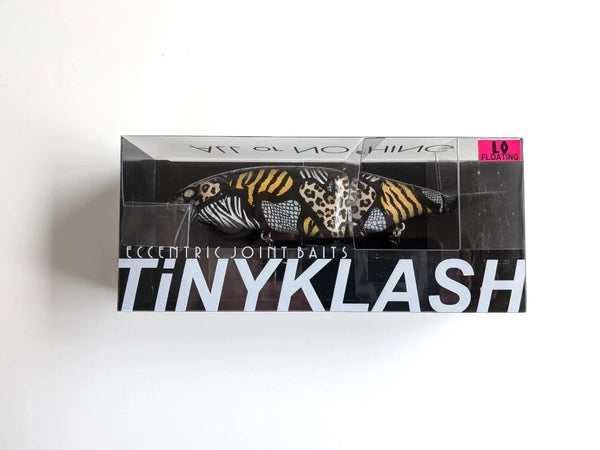 ALL or NOTHING
LO
FLOATING
ECCENTRIC JOINT BAITS
TiNYKLASH